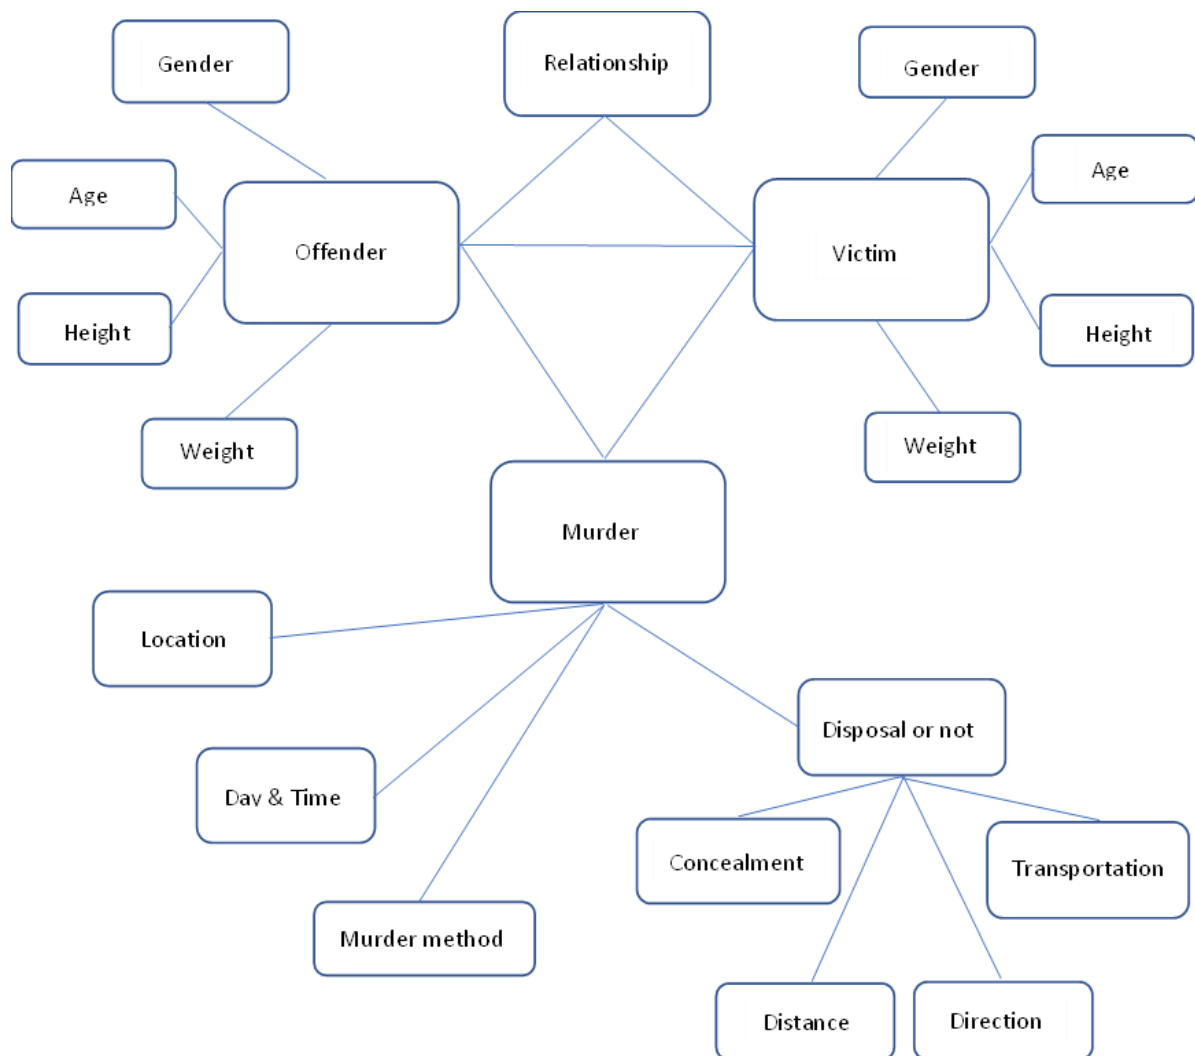 Gender
Relationship
Gender
Age
Age
Offender
Victim
Height
Height
Weight
Weight
Murder
Location
Disposal or not
Day & Time
Concealment
Transportation
Murder method
Distance
Direction